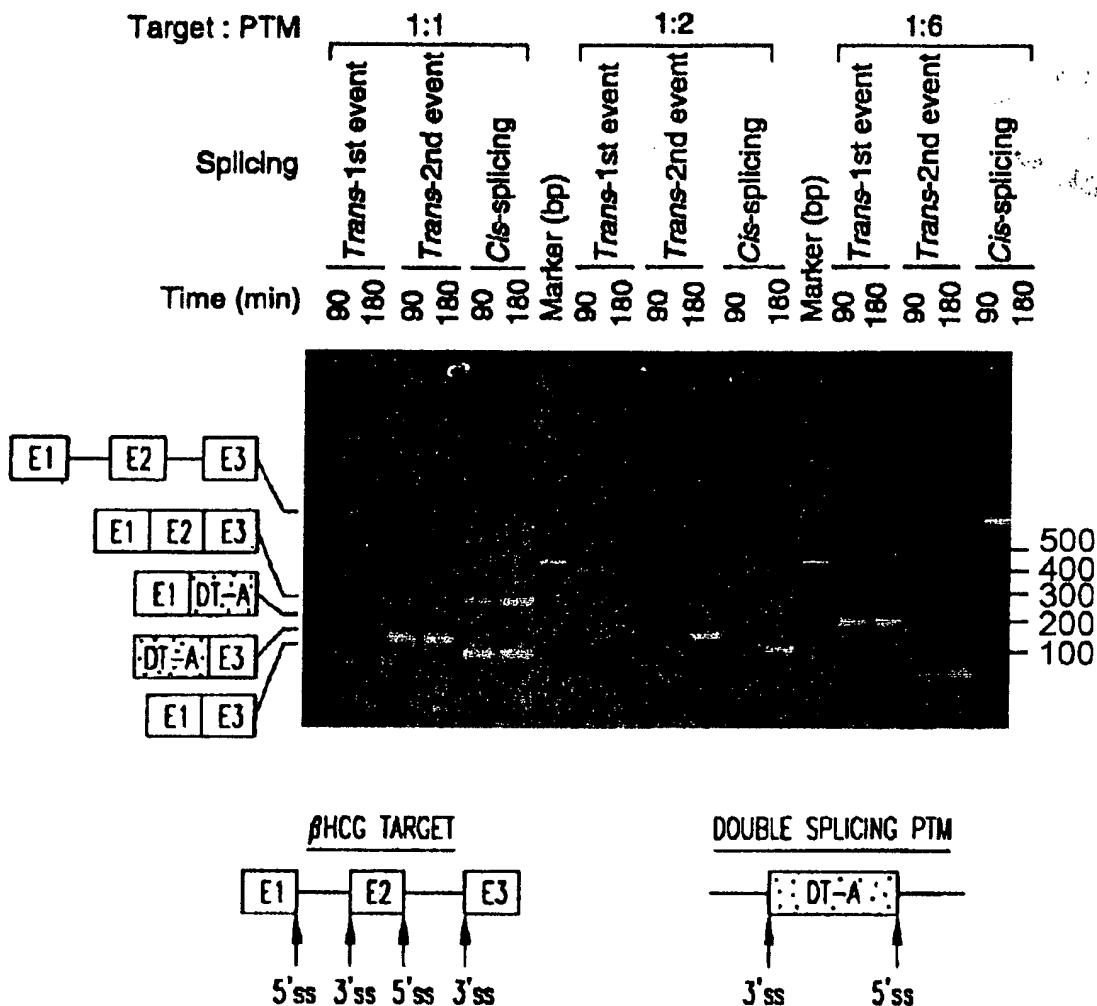 Target : PTM 1:1 1:2 1:6
Splicing Trans-1st event Trans-2nd event Cis-splicing Marker (bp) Trans-1st event Trans-2nd event Cis-splicing Marker (bp) Trans-1st event Trans-2nd event Cis-splicing
Time (min) 90 180 90 180 90 180 90 180 90 180 90 180 90 180 90 180 90 180
E1 E2 E3
E1 E2 E3
E1 DT-A
DT-A E3
E1 E3
500
400
300
200
100
βHCG TARGET
E1 E2 E3
5'ss 3'ss 5'ss 3'ss
DOUBLE SPLICING PTM
DT-A
3'ss 5'ss